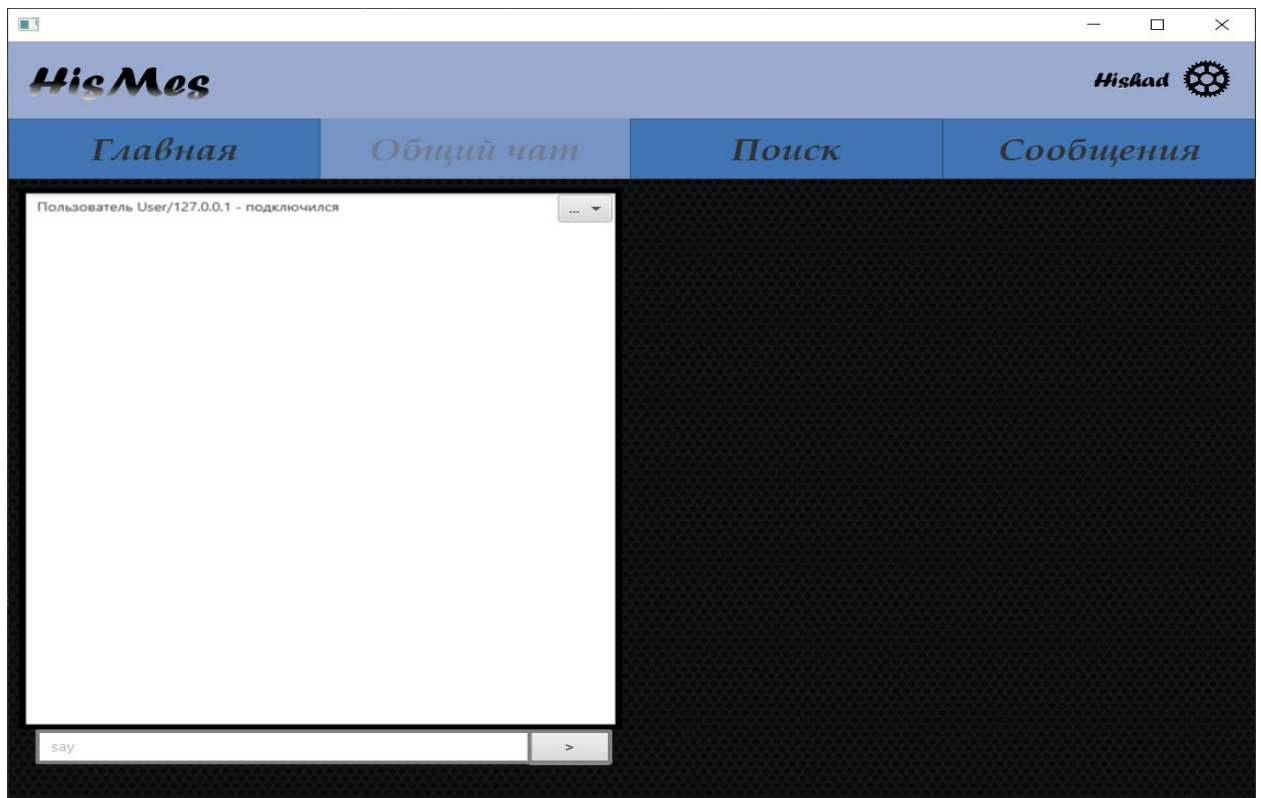 HisMes
Hishad
Главная Общий чат Поиск Сообщения
Пользователь User/127.0.0.1 - подключился
...
say
>